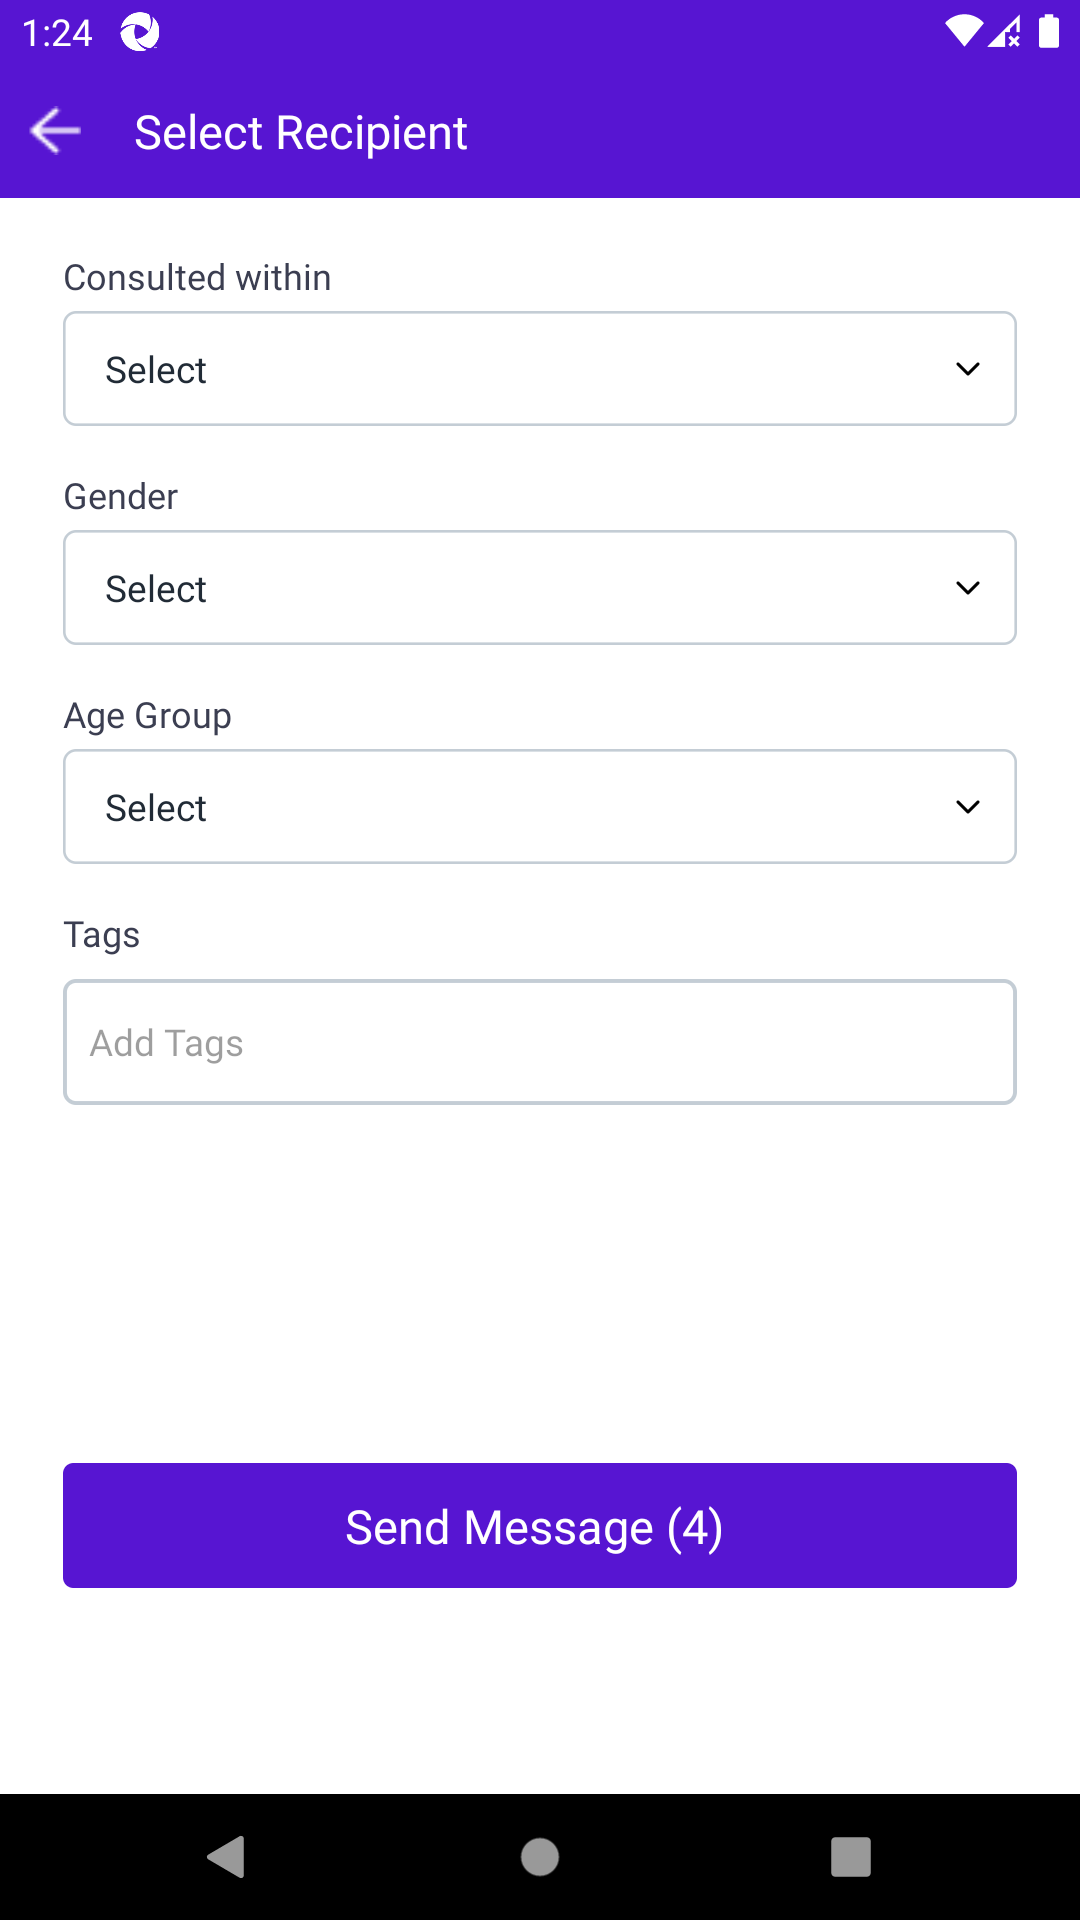 1:24
Select Recipient
Consulted within
Select
Gender
Select
Age Group
Select
Tags
Add Tags
Send Message (4)